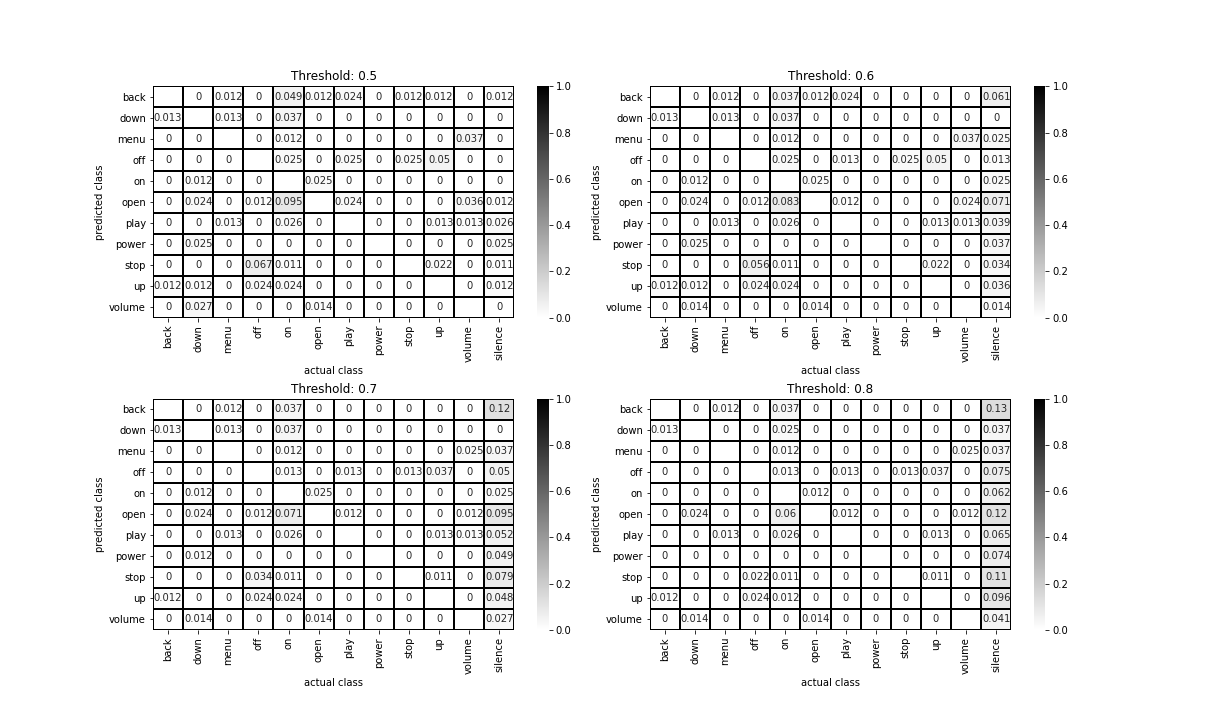 Threshold: 0.5
predicted class
back 0 0.012 0 0.049 0.012 0.024 0 0.012 0.012 0 0.012
down 0.013 0.013 0 0.037 0 0 0 0 0 0 0
menu 0 0 0 0.012 0 0 0 0 0 0.037 0
off 0 0 0 0.025 0 0.025 0 0.025 0.05 0 0
on 0 0.012 0 0 0.025 0 0 0 0 0 0
open 0 0.024 0 0.012 0.095 0.024 0 0 0 0.036 0.012
play 0 0 0.013 0 0.026 0 0 0 0.013 0.013 0.026
power 0 0.025 0 0 0 0 0 0 0 0 0.025
stop 0 0 0 0.067 0.011 0 0 0 0.022 0 0.011
up 0.012 0.012 0 0.024 0.024 0 0 0 0 0 0.012
volume 0 0.027 0 0 0 0.014 0 0 0 0 0
back down menu off on open play power stop up volume silence
actual class
1.0
0.8
0.6
0.4
0.2
0.0
Threshold: 0.6
predicted class
back 0 0.012 0 0.037 0.012 0.024 0 0 0 0 0.061
down 0.013 0.013 0 0.037 0 0 0 0 0 0 0
menu 0 0 0 0.012 0 0 0 0 0 0.037 0.025
off 0 0 0 0.025 0 0.013 0 0.025 0.05 0 0.013
on 0 0.012 0 0 0.025 0 0 0 0 0 0.025
open 0 0.024 0 0.012 0.083 0.012 0 0 0 0.024 0.071
play 0 0 0.013 0 0.026 0 0 0 0.013 0.013 0.039
power 0 0.025 0 0 0 0 0 0 0 0 0.037
stop 0 0 0 0.056 0.011 0 0 0 0.022 0 0.034
up 0.012 0.012 0 0.024 0.024 0 0 0 0 0 0.036
volume 0 0.014 0 0 0 0.014 0 0 0 0 0.014
back down menu off on open play power stop up volume silence
actual class
1.0
0.8
0.6
0.4
0.2
0.0
Threshold: 0.7
predicted class
back 0 0.012 0 0.037 0 0 0 0 0 0 0.12
down 0.013 0.013 0 0.037 0 0 0 0 0 0 0
menu 0 0 0 0.012 0 0 0 0 0 0.025 0.037
off 0 0 0 0.013 0 0.013 0 0.013 0.037 0 0.05
on 0 0.012 0 0 0.025 0 0 0 0 0 0.025
open 0 0.024 0 0.012 0.071 0.012 0 0 0 0.012 0.095
play 0 0 0.013 0 0.026 0 0 0 0.013 0.013 0.052
power 0 0.012 0 0 0 0 0 0 0 0 0.049
stop 0 0 0 0.034 0.011 0 0 0 0.011 0 0.079
up 0.012 0 0 0.024 0.024 0 0 0 0 0 0.048
volume 0 0.014 0 0 0 0.014 0 0 0 0 0.027
back down menu off on open play power stop up volume silence
actual class
1.0
0.8
0.6
0.4
0.2
0.0
Threshold: 0.8
predicted class
back 0 0.012 0 0.037 0 0 0 0 0 0 0.13
down 0.013 0 0 0.025 0 0 0 0 0 0 0.037
menu 0 0 0 0.012 0 0 0 0 0 0.025 0.037
off 0 0 0 0.013 0 0.013 0 0.013 0.037 0 0.075
on 0 0 0 0 0.012 0 0 0 0 0 0.062
open 0 0.024 0 0 0.06 0.012 0 0 0 0.012 0.12
play 0 0 0.013 0 0.026 0 0 0 0.013 0 0.065
power 0 0 0 0 0 0 0 0 0 0 0.074
stop 0 0 0 0.022 0.011 0 0 0 0.011 0 0.11
up 0.012 0 0 0.024 0.012 0 0 0 0 0 0.096
volume 0 0.014 0 0 0 0.014 0 0 0 0 0.041
back down menu off on open play power stop up volume silence
actual class
1.0
0.8
0.6
0.4
0.2
0.0